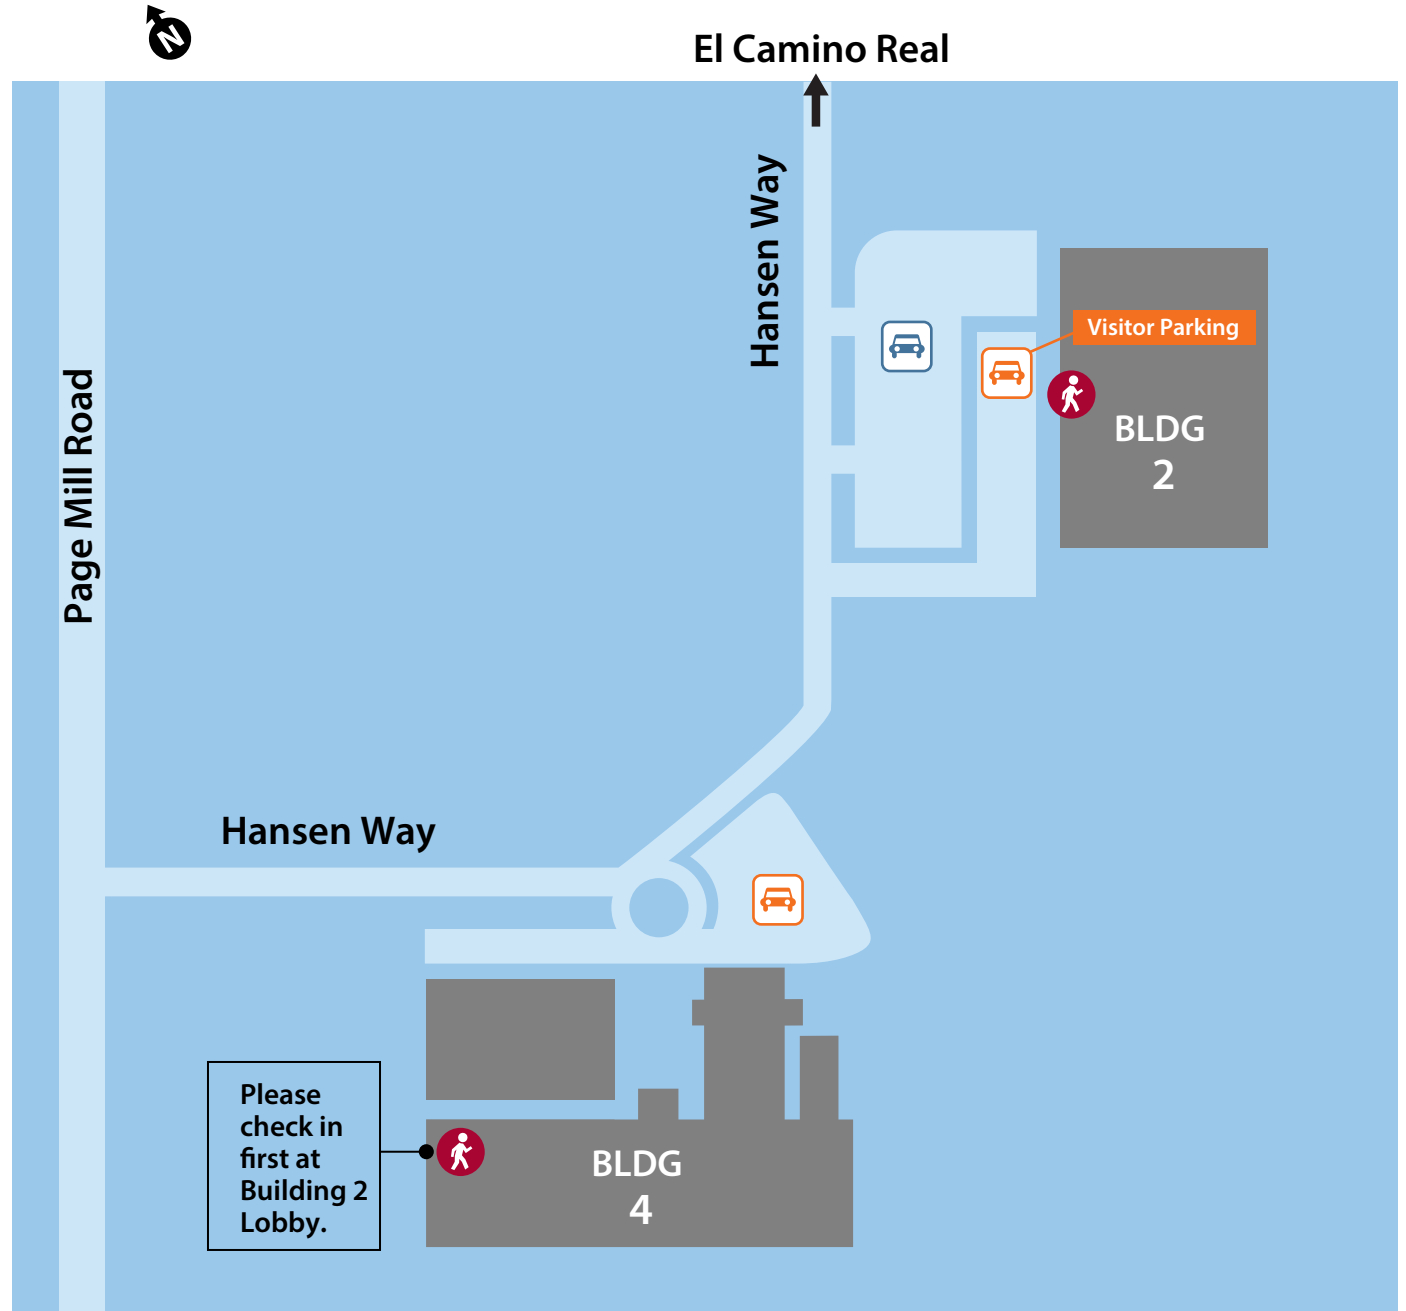 N
El Camino Real
Hansen Way
Visitor Parking
BLDG
2
Page Mill Road
Hansen Way
Please
check in
first at
Building 2
Lobby.
BLDG
4